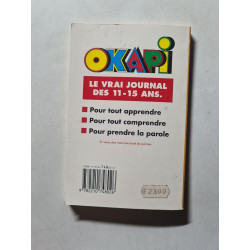 OKAPI
LE VRAI JOURNAL
DES 11-15 ANS.
Pour tout apprendre
Pour tout comprendre
Pour prendre la parole